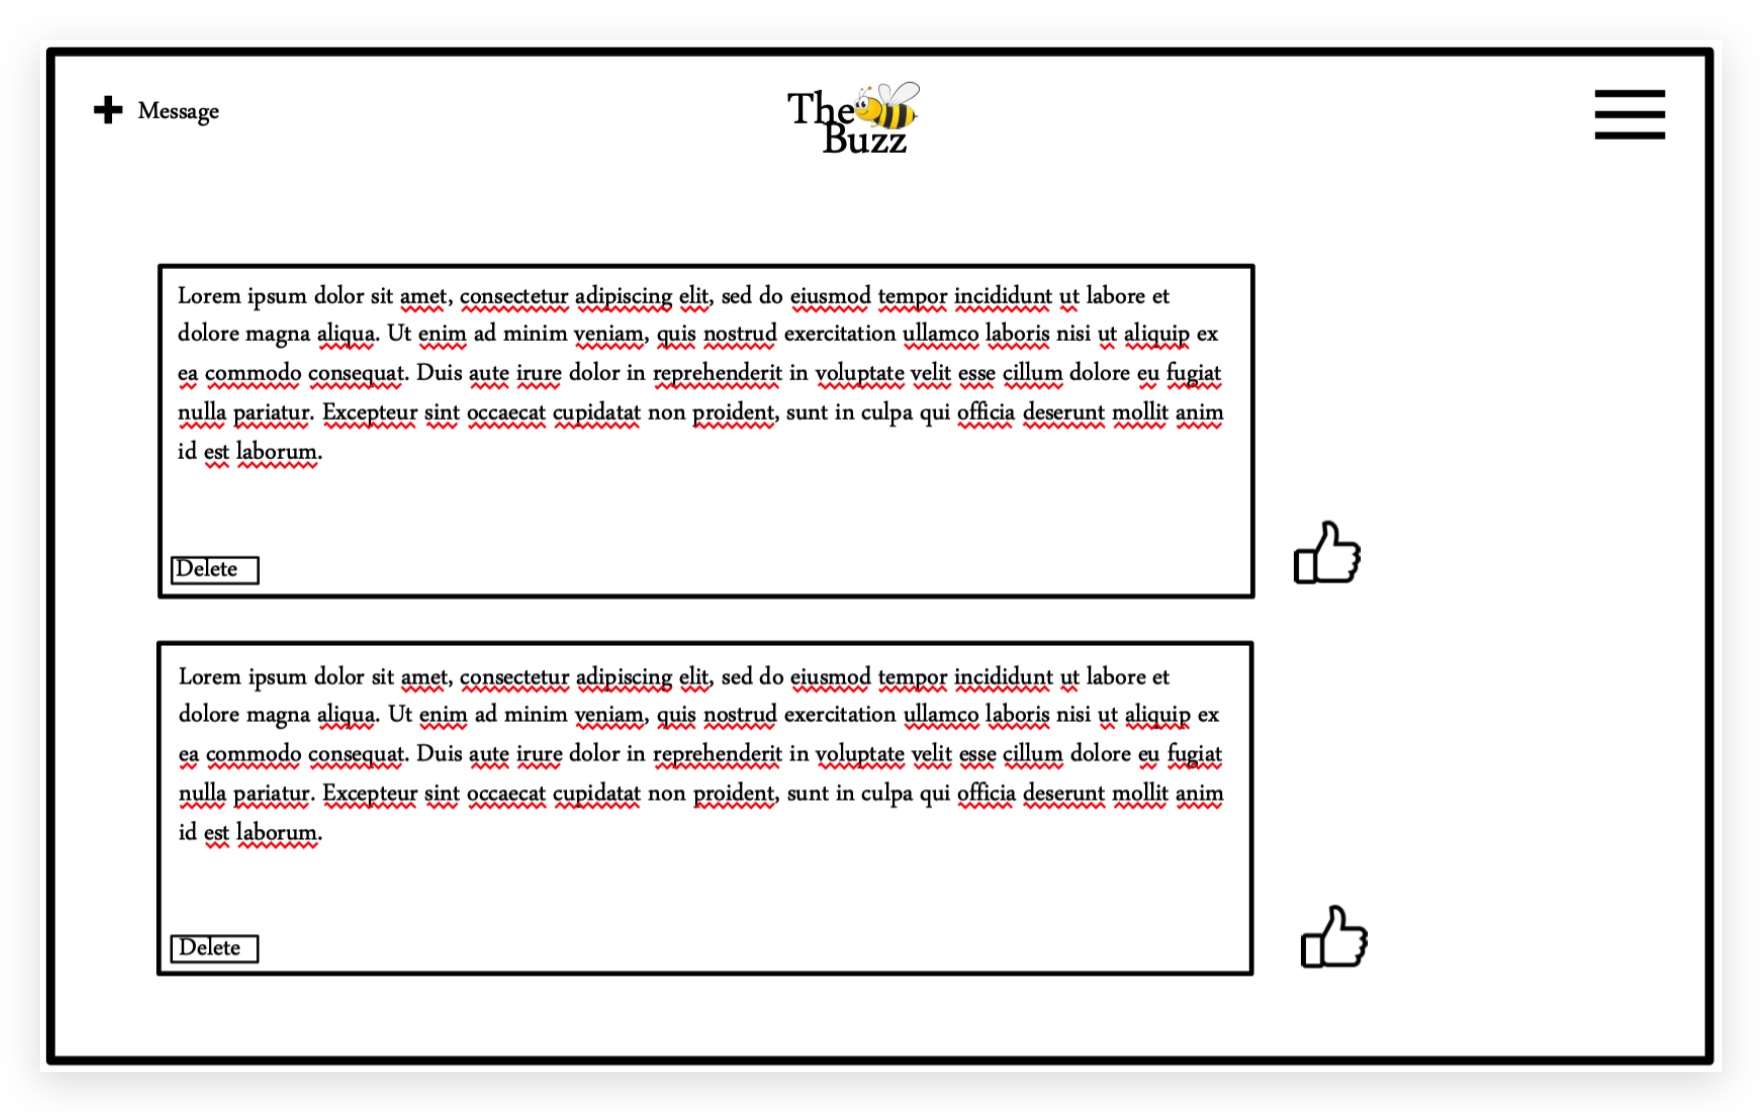 Message
The
Buzz
Lorem ipsum dolor sit amet, consectetur adipiscing elit, sed do eiusmod tempor incididunt ut labore et
dolore magna aliqua. Ut enim ad minim veniam, quis nostrud exercitation ullamco laboris nisi ut aliquip ex
ea commodo consequat. Duis aute irure dolor in reprehenderit in voluptate velit esse cillum dolore eu fugiat
nulla pariatur. Excepteur sint occaecat cupidatat non proident, sunt in culpa qui officia deserunt mollit anim
id est laborum.
Delete
Lorem ipsum dolor sit amet, consectetur adipiscing elit, sed do eiusmod tempor incididunt ut labore et
dolore magna aliqua. Ut enim ad minim veniam, quis nostrud exercitation ullamco laboris nisi ut aliquip ex
ea commodo consequat. Duis aute irure dolor in reprehenderit in voluptate velit esse cillum dolore eu fugiat
nulla pariatur. Excepteur sint occaecat cupidatat non proident, sunt in culpa qui officia deserunt mollit anim
id est laborum.
Delete